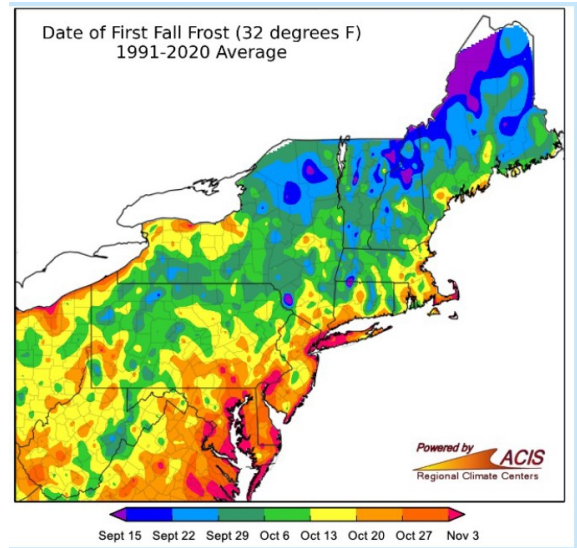 Date of First Fall Frost (32 degrees F)
1991-2020 Average
Powered by
ACIS
Regional Climate Centers
Sept 15 Sept 22 Sept 29 Oct 6 Oct 13 Oct 20 Oct 27 Nov 3